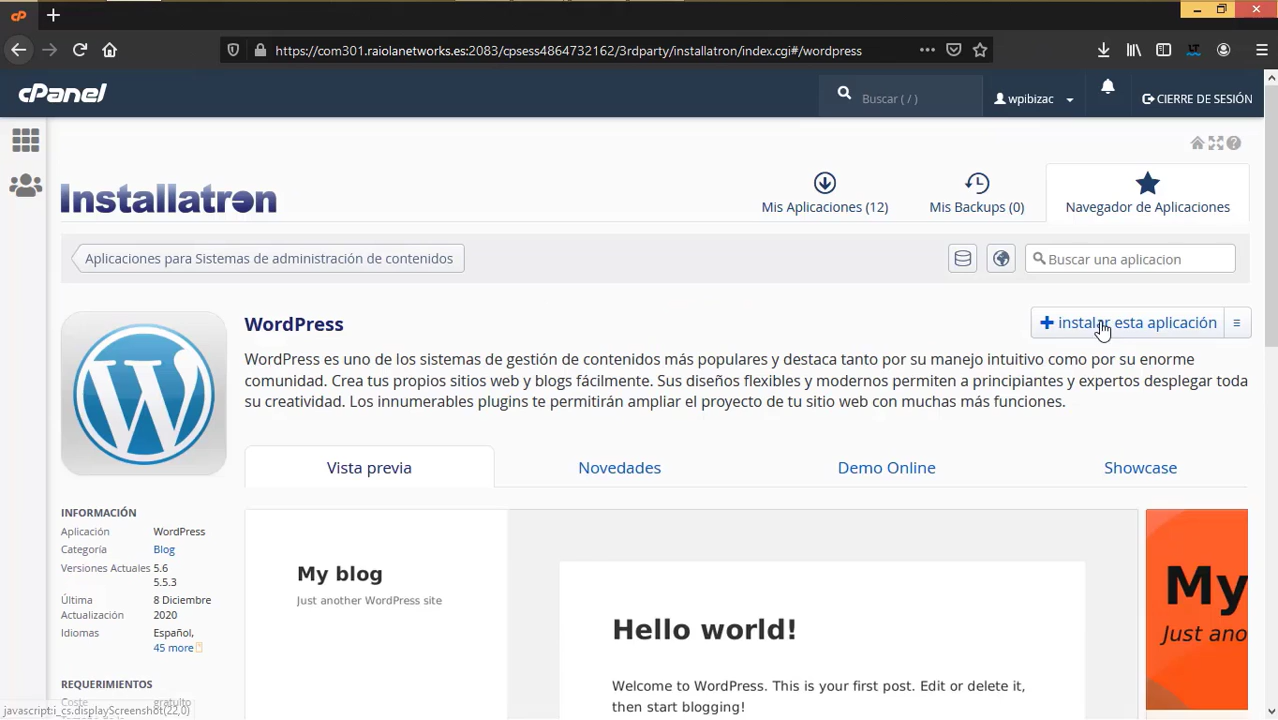 https://com301.raiolanetworks.es:2083/cpsess4864732162/3rdparty/installatron/index.cgi#/wordpress
cPanel
Buscar ( / )
wpibizac
CIERRE DE SESIÓN
Installatron
Mis Aplicaciones (12)
Mis Backups (0)
Navegador de Aplicaciones
Aplicaciones para Sistemas de administración de contenidos
Buscar una aplicacion
WordPress
instalar esta aplicación
WordPress es uno de los sistemas de gestión de contenidos más populares y destaca tanto por su manejo intuitivo como por su enorme
comunidad. Crea tus propios sitios web y blogs fácilmente. Sus diseños flexibles y modernos permiten a principiantes y expertos desplegar toda
su creatividad. Los innumerables plugins te permitirán ampliar el proyecto de tu sitio web con muchas más funciones.
Vista previa
Novedades
Demo Online
Showcase
INFORMACIÓN
Aplicación WordPress
Categoría Blog
Versiones Actuales 5.6
5.5.3
Última 8 Diciembre
Actualización 2020
Idiomas Español,
45 more
REQUERIMIENTOS
Coste gratuito
My blog
Just another WordPress site
Hello world!
Welcome to WordPress. This is your first post. Edit or delete it,
then start blogging!
My
Just ano
javascript:i_cs.displayScreenshot(22,0)